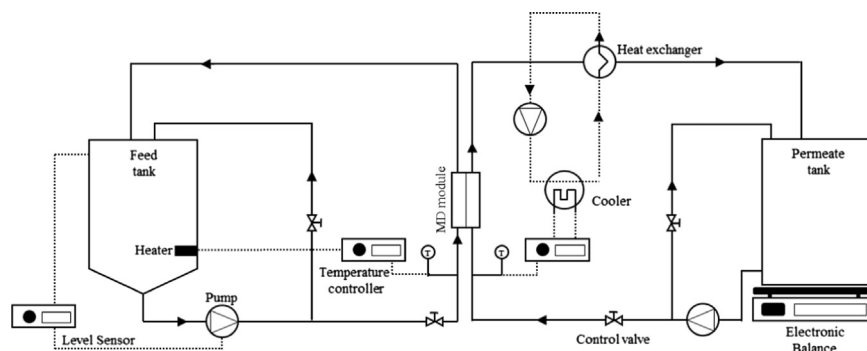 Heat exchanger
Feed
tank
Permeate
tank
MD module
Cooler
Heater
T
T
Temperature
controller
Pump
Level Sensor
Control valve
Electronic
Balance